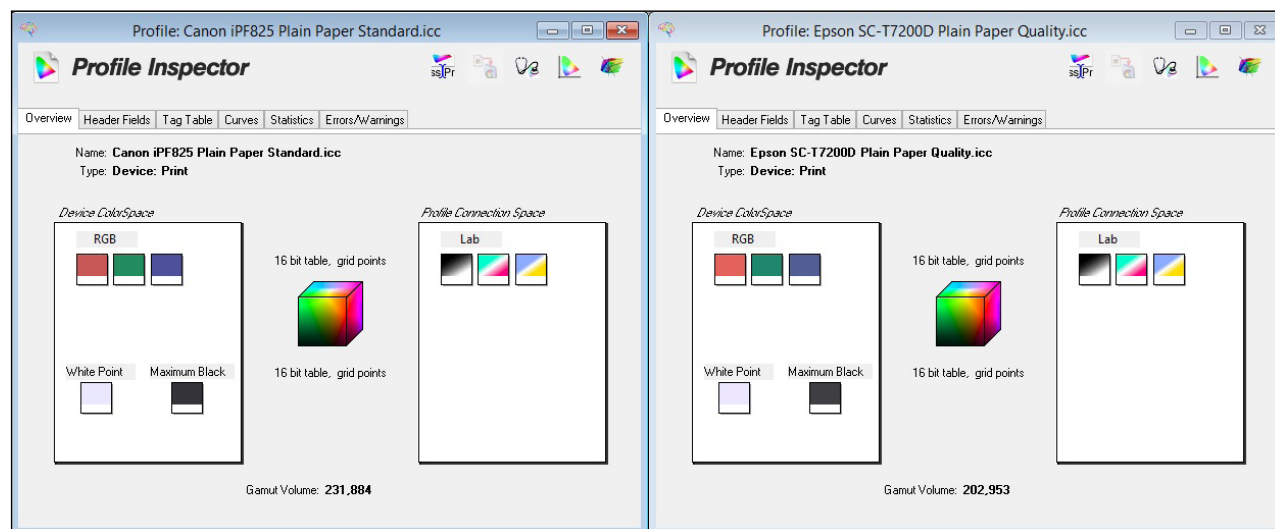 Profile: Canon iPF825 Plain Paper Standard.icc
Profile Inspector
ss Pr
Overview Header Fields Tag Table Curves Statistics Errors/Warnings
Name: Canon iPF825 Plain Paper Standard.icc
Type: Device: Print
Device ColorSpace
Profile Connection Space
RGB
Lab
16 bit table, grid points
16 bit table, grid points
White Point
Maximum Black
Gamut Volume: 231,884
Profile: Epson SC-T7200D Plain Paper Quality.icc
Profile Inspector
ss Pr
Overview Header Fields Tag Table Curves Statistics Errors/Warnings
Name: Epson SC-T7200D Plain Paper Quality.icc
Type: Device: Print
Device ColorSpace
Profile Connection Space
RGB
Lab
16 bit table, grid points
16 bit table, grid points
White Point
Maximum Black
Gamut Volume: 202,953